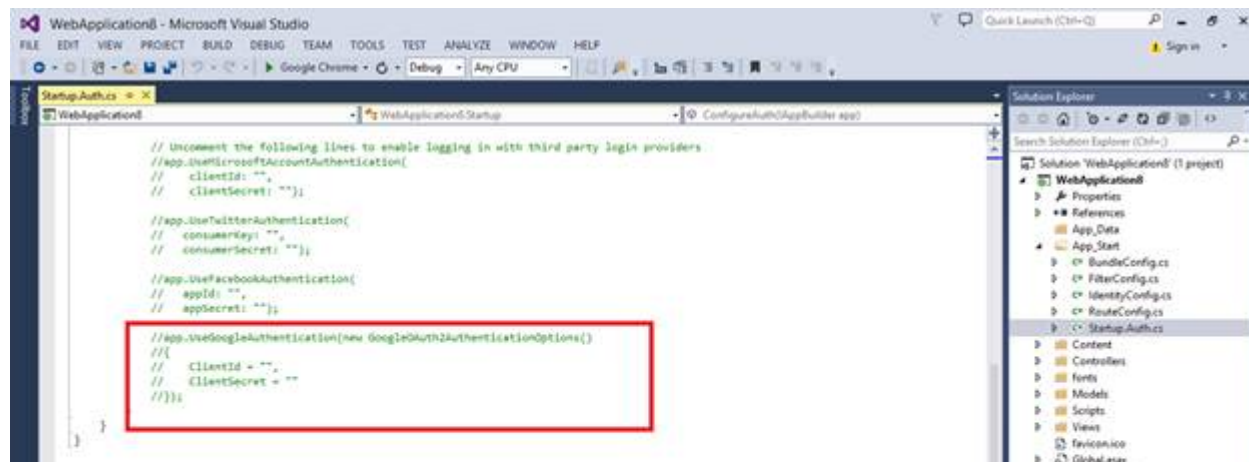 WebApplication8 - Microsoft Visual Studio
Quick Launch (Ctrl+Q)
FILE EDIT VIEW PROJECT BUILD DEBUG TEAM TOOLS TEST ANALYZE WINDOW HELP
Sign in
Google Chrome
Debug
Any CPU
Toolbox
Startup.Auth.cs
WebApplication8
WebApplication8.Startup
ConfigureAuth(IAppBuilder app)
// Uncomment the following lines to enable logging in with third party login providers
//app.UseMicrosoftAccountAuthentication(
// clientId: "",
// clientSecret: "");
//app.UseTwitterAuthentication(
// consumerKey: "",
// consumerSecret: "");
//app.UseFacebookAuthentication(
// appId: "",
// appSecret: "");
//app.UseGoogleAuthentication(new GoogleOAuth2AuthenticationOptions()
//{
// ClientId = "",
// ClientSecret = ""
//});
}
}
Solution Explorer
Search Solution Explorer (Ctrl+;)
Solution 'WebApplication8' (1 project)
WebApplication8
Properties
References
App_Data
App_Start
C# BundleConfig.cs
C# FilterConfig.cs
C# IdentityConfig.cs
C# RouteConfig.cs
C# Startup.Auth.cs
Content
Controllers
fonts
Models
Scripts
Views
favicon.ico
Global.asax